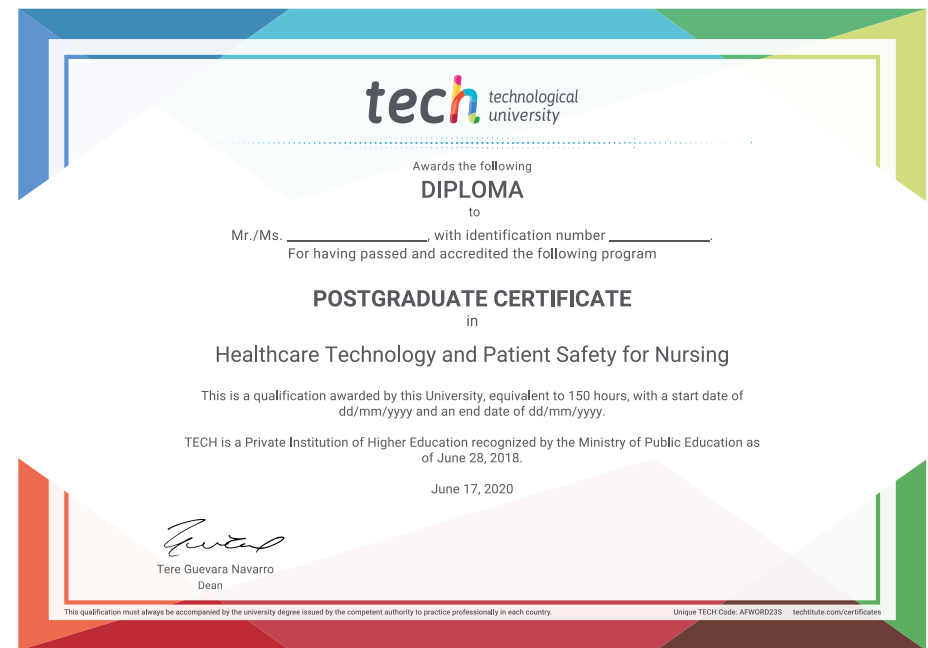 tech technological
university
Awards the following
DIPLOMA
to
Mr./Ms. ____________, with identification number ____________.
For having passed and accredited the following program
POSTGRADUATE CERTIFICATE
in
Healthcare Technology and Patient Safety for Nursing
This is a qualification awarded by this University, equivalent to 150 hours, with a start date of
dd/mm/yyyy and an end date of dd/mm/yyyy.
TECH is a Private Institution of Higher Education recognized by the Ministry of Public Education as
of June 28, 2018.
June 17, 2020
Tere Guevara Navarro
Dean
This qualification must always be accompanied by the university degree issued by the competent authority to practice professionally in each country. Unique TECH Code: AFWORD23S techtitute.com/certificates